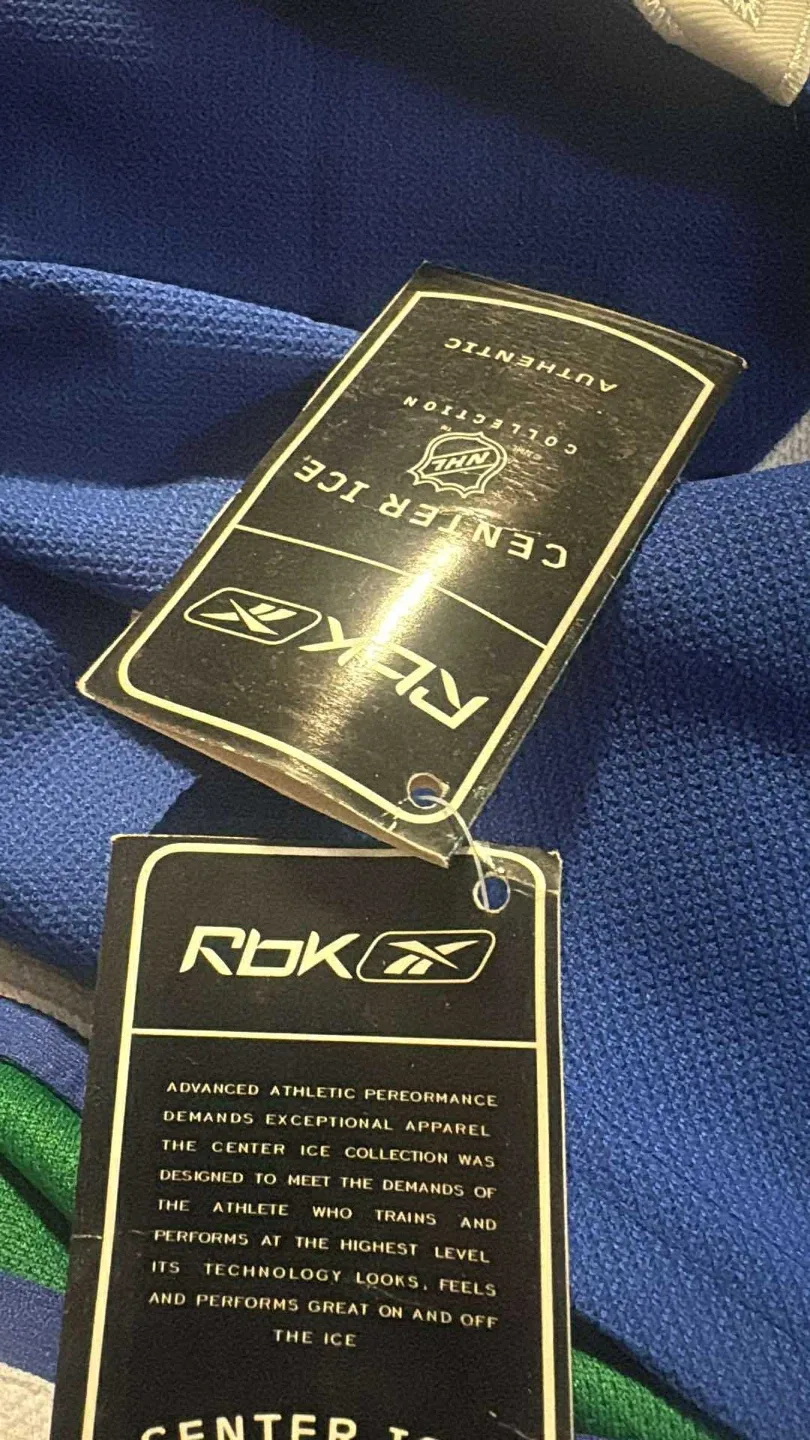 Rbk
CENTER ICE
NHL
COLLECTION
AUTHENTIC
Rbk
ADVANCED ATHLETIC PEREORMANCE
DEMANDS EXCEPTIONAL APPAREL
THE CENTER ICE COLLECTION WAS
DESIGNED TO MEET THE DEMANDS OF
THE ATHLETE WHO TRAINS AND
PERFORMS AT THE HIGHEST LEVEL
ITS TECHNOLOGY LOOKS, FEELS
AND PERFORMS GREAT ON AND OFF
THE ICE
CENTER